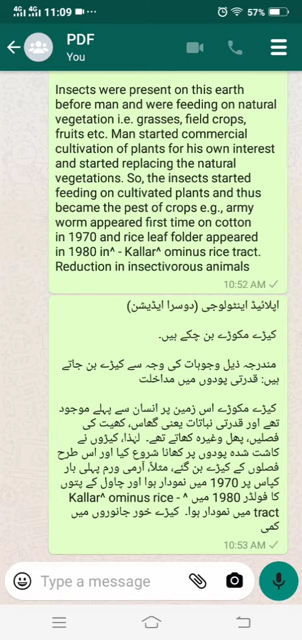 4G 4G 11:09 57%
PDF
You
Insects were present on this earth
before man and were feeding on natural
vegetation i.e. grasses, field crops,
fruits etc. Man started commercial
cultivation of plants for his own interest
and started replacing the natural
vegetations. So, the insects started
feeding on cultivated plants and thus
became the pest of crops e.g., army
worm appeared first time on cotton
in 1970 and rice leaf folder appeared
in 1980 in^ - Kallar^ ominus rice tract.
Reduction in insectivorous animals
10:52 AM
اپلائیڈ اینٹولوجی (دوسرا ایڈیشن)
کیڑے مکوڑے بن چکے ہیں۔
مندرجہ ذیل وجوہات کی وجہ سے کیڑے بن جاتے
ہیں: قدرتی پودوں میں مداخلت
کیڑے مکوڑے اس زمین پر انسان سے پہلے موجود
تھے اور قدرتی نباتات یعنی گھاس، کھیت کی
فصلیں، پھل وغیرہ کھاتے تھے۔ لہٰذا، کیڑوں نے
کاشت شدہ پودوں پر کھانا شروع کیا اور اس طرح
فصلوں کے کیڑے بن گئے، مثلاً، آرمی ورم پہلی بار
کپاس پر 1970 میں نمودار ہوا اور چاول کے پتوں
کا فولڈر 1980 میں ^ - Kallar^ ominus rice
tract میں نمودار ہوا۔ کیڑے خور جانوروں میں
کمی
10:53 AM
Type a message